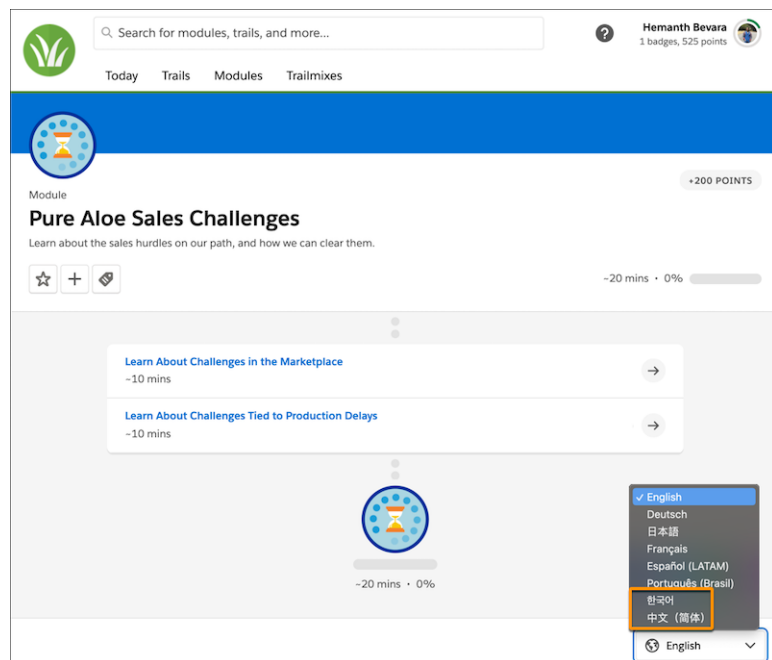 Search for modules, trails, and more...
?
Hemanth Bevara
1 badges, 525 points
Today Trails Modules Trailmixes
+200 POINTS
Module
Pure Aloe Sales Challenges
Learn about the sales hurdles on our path, and how we can clear them.
~20 mins • 0%
Learn About Challenges in the Marketplace
~10 mins
Learn About Challenges Tied to Production Delays
~10 mins
~20 mins • 0%
✓ English
Deutsch
日本語
Français
Español (LATAM)
Português (Brasil)
한국어
中文（简体）
English